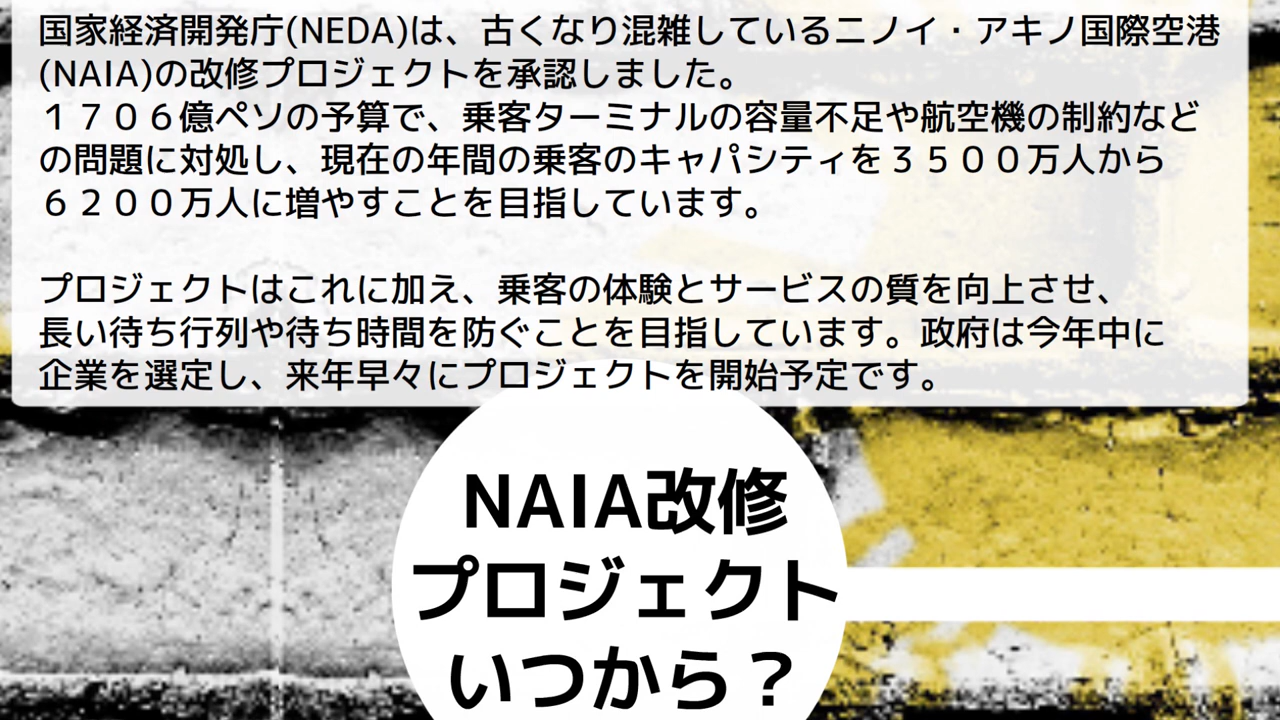 国家経済開発庁(NEDA)は、古くなり混雑しているニノイ・アキノ国際空港
(NAIA)の改修プロジェクトを承認しました。
１７０６億ペソの予算で、乗客ターミナルの容量不足や航空機の制約など
の問題に対処し、現在の年間の乗客のキャパシティを３５００万人から
６２００万人に増やすことを目指しています。
プロジェクトはこれに加え、乗客の体験とサービスの質を向上させ、
長い待ち行列や待ち時間を防ぐことを目指しています。政府は今年中に
企業を選定し、来年早々にプロジェクトを開始予定です。
NAIA改修
プロジェクト
いつから？